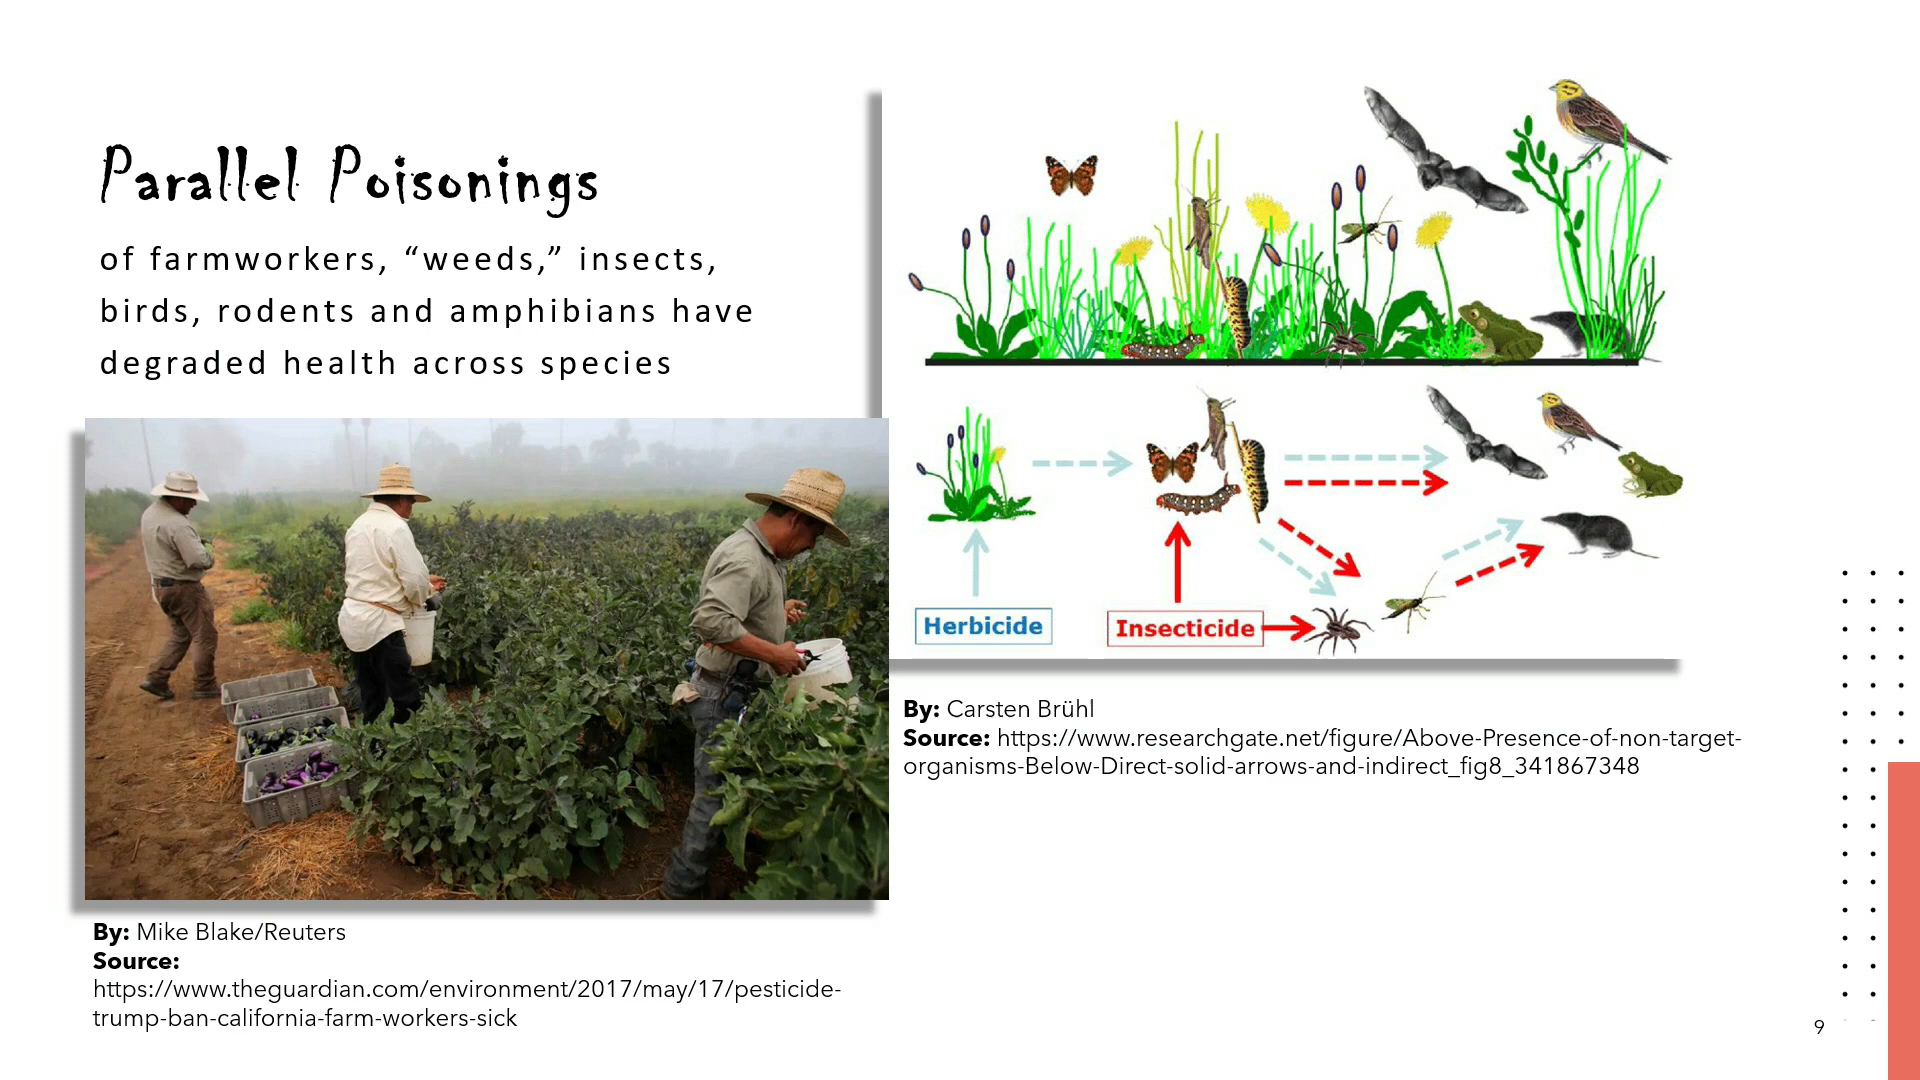 Parallel Poisonings
of farmworkers, “weeds,” insects,
birds, rodents and amphibians have
degraded health across species
Herbicide
Insecticide
By: Carsten Brühl
Source: https://www.researchgate.net/figure/Above-Presence-of-non-target-
organisms-Below-Direct-solid-arrows-and-indirect_fig8_341867348
By: Mike Blake/Reuters
Source:
https://www.theguardian.com/environment/2017/may/17/pesticide-
trump-ban-california-farm-workers-sick
9